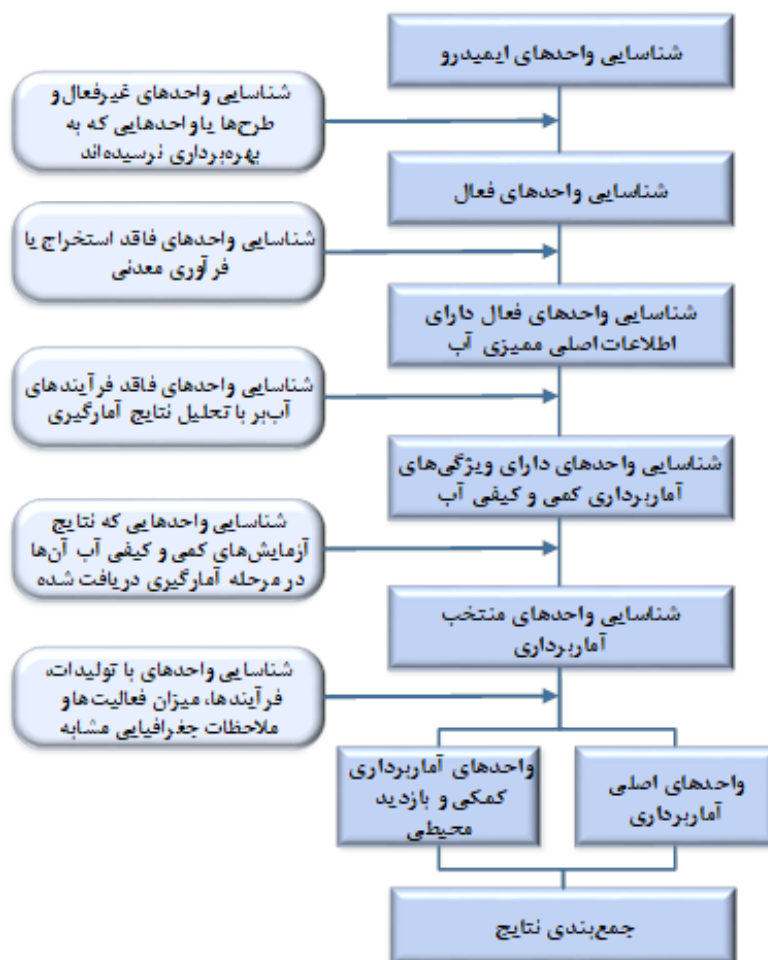 شناسایی واحدهای ایمیدرو
شناسایی واحدهای غیرفعال و
طرح‌ها یا واحدهایی که به
بهره‌برداری نرسیده‌اند
شناسایی واحدهای فعال
شناسایی واحدهای فاقد استخراج یا
فرآوری معدنی
شناسایی واحدهای فعال دارای
اطلاعات اصلی ممیزی آب
شناسایی واحدهای فاقد فرآیندهای
آب‌بر با تحلیل نتایج آمارگیری
شناسایی واحدهای دارای ویژگی‌های
آماربرداری کمی و کیفی آب
شناسایی واحدهایی که نتایج
آزمایش‌های کمی و کیفی آب آن‌ها
در مرحله آمارگیری دریافت شده
شناسایی واحدهای منتخب
آماربرداری
شناسایی واحدهای با تولیدات،
فرآیندها، میزان فعالیت‌ها و
ملاحظات جغرافیایی مشابه
واحدهای اصلی
آماربرداری
واحدهای آماربرداری
کمکی و بازدید
محیطی
جمع‌بندی نتایج